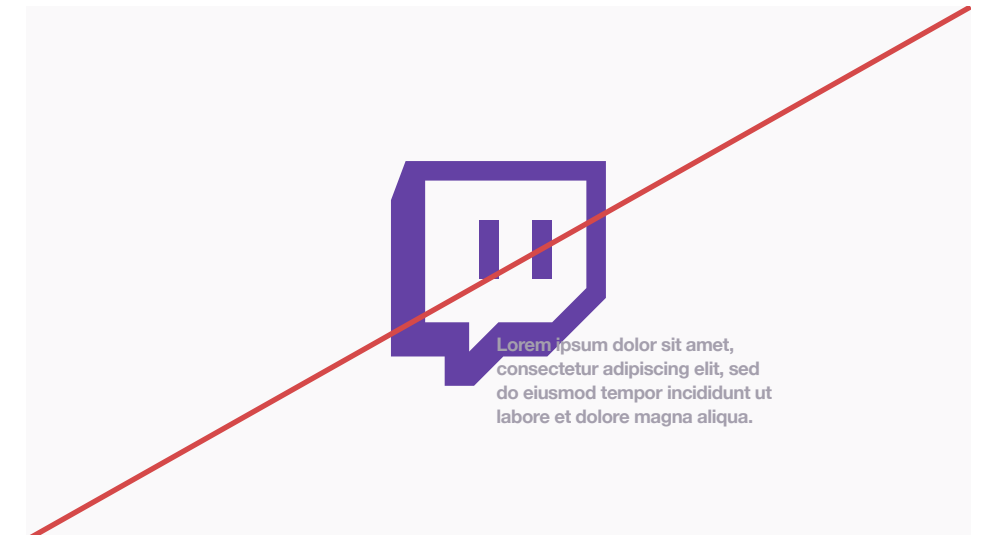 Lorem ipsum dolor sit amet,
consectetur adipiscing elit, sed
do eiusmod tempor incididunt ut
labore et dolore magna aliqua.